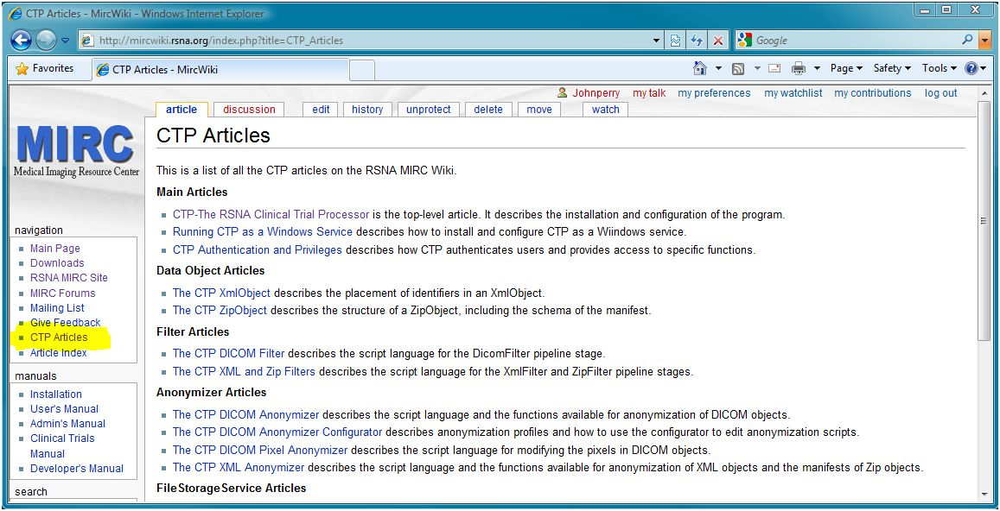 CTP Articles - MircWiki - Windows Internet Explorer
http://mircwiki.rsna.org/index.php?title=CTP_Articles
Google
Favorites
CTP Articles - MircWiki
Page
Safety
Tools
Johnperry my talk my preferences my watchlist my contributions log out
article discussion edit history unprotect delete move watch
MIRC
Medical Imaging Resource Center
navigation
Main Page
Downloads
RSNA MIRC Site
MIRC Forums
Mailing List
Give Feedback
CTP Articles
Article Index
manuals
Installation
User's Manual
Admin's Manual
Clinical Trials
Manual
Developer's Manual
search
CTP Articles
This is a list of all the CTP articles on the RSNA MIRC Wiki.
Main Articles
CTP-The RSNA Clinical Trial Processor is the top-level article. It describes the installation and configuration of the program.
Running CTP as a Windows Service describes how to install and configure CTP as a Wiindows service.
CTP Authentication and Privileges describes how CTP authenticates users and provides access to specific functions.
Data Object Articles
The CTP XmlObject describes the placement of identifiers in an XmlObject.
The CTP ZipObject describes the structure of a ZipObject, including the schema of the manifest.
Filter Articles
The CTP DICOM Filter describes the script language for the DicomFilter pipeline stage.
The CTP XML and Zip Filters describes the script language for the XmlFilter and ZipFilter pipeline stages.
Anonymizer Articles
The CTP DICOM Anonymizer describes the script language and the functions available for anonymization of DICOM objects.
The CTP DICOM Anonymizer Configurator describes anonymization profiles and how to use the configurator to edit anonymization scripts.
The CTP DICOM Pixel Anonymizer describes the script language for modifying the pixels in DICOM objects.
The CTP XML Anonymizer describes the script language and the functions available for anonymization of XML objects and the manifests of Zip objects.
FileStorageService Articles